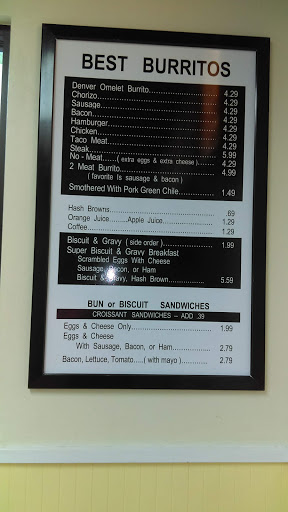 BEST BURRITOS
Denver Omelet Burrito..................4.29
Chorizo..................4.29
Sausage..................4.29
Bacon..................4.29
Hamburger..................4.29
Chicken..................4.29
Taco Meat..................4.29
Steak..................5.99
No - Meat.....( extra eggs & extra cheese ).....4.29
2 Meat Burrito..................4.99
( favorite Is sausage & bacon )
Smothered With Pork Green Chile..........1.49
Hash Browns..................69
Orange Juice........Apple Juice..........1.29
Coffee..................1.29
Biscuit & Gravy ( side order )..........1.99
Super Biscuit & Gravy Breakfast
Scrambled Eggs With Cheese
Sausage, Bacon, or Ham
Biscuit & Gravy, Hash Brown..........5.59
BUN or BISCUIT SANDWICHES
CROISSANT SANDWICHES – ADD .39
Eggs & Cheese Only..................1.99
Eggs & Cheese
With Sausage, Bacon, or Ham..........2.79
Bacon, Lettuce, Tomato.....( with mayo )..........2.79